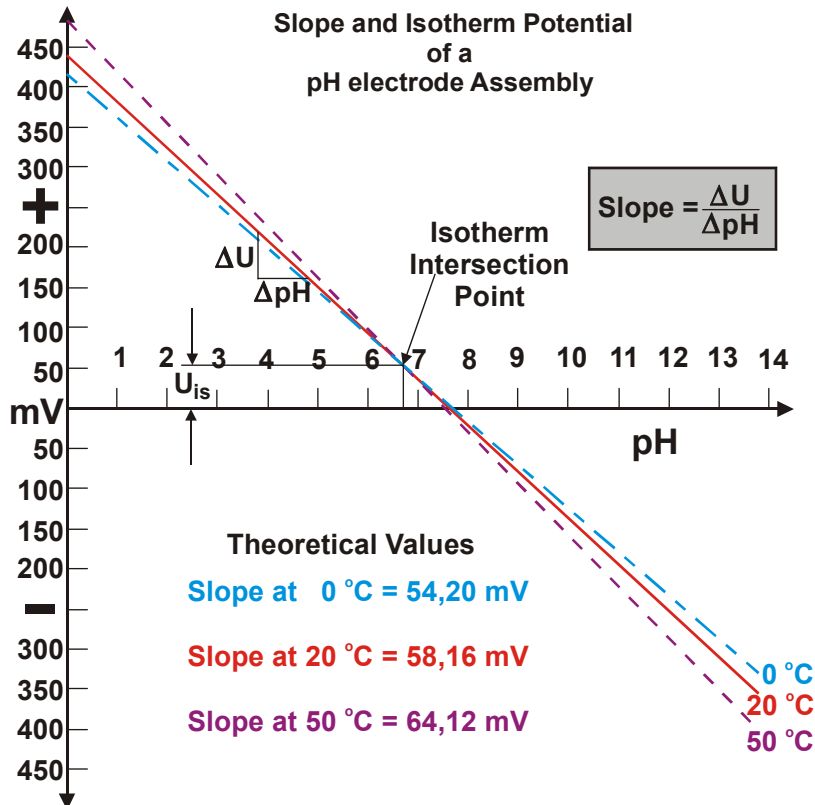 Slope and Isotherm Potential
of a
pH electrode Assembly
450
400
350
300
+
200
150
100
50
mV
50
100
150
200
−
300
350
400
450
Slope = ΔU
ΔpH
Isotherm
Intersection
Point
ΔU
ΔpH
1 2 3 4 5 6 7 8 9 10 11 12 13 14
Uis
pH
Theoretical Values
Slope at 0 °C = 54,20 mV
Slope at 20 °C = 58,16 mV
Slope at 50 °C = 64,12 mV
0 °C
20 °C
50 °C